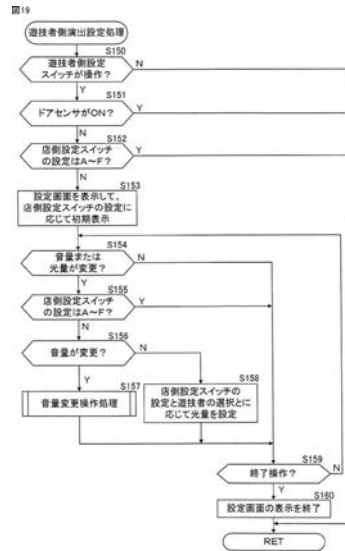 図19
遊技者側演出設定処理
S150
遊技者側設定
スイッチが操作?
N
Y
S151
ドアセンサがON?
Y
N
S152
店側設定スイッチ
の設定はA~F?
Y
N
S153
設定画面を表示して、
店側設定スイッチの設定に
応じて初期表示
S154
音量または
光量が変更?
N
Y
S155
店側設定スイッチ
の設定はA~F?
Y
N
S156
音量が変更?
N
Y
S157
音量変更操作処理
S158
店側設定スイッチの
設定と遊技者の選択とに
応じて光量を設定
S159
終了操作?
N
Y
S160
設定画面の表示を終了
RET